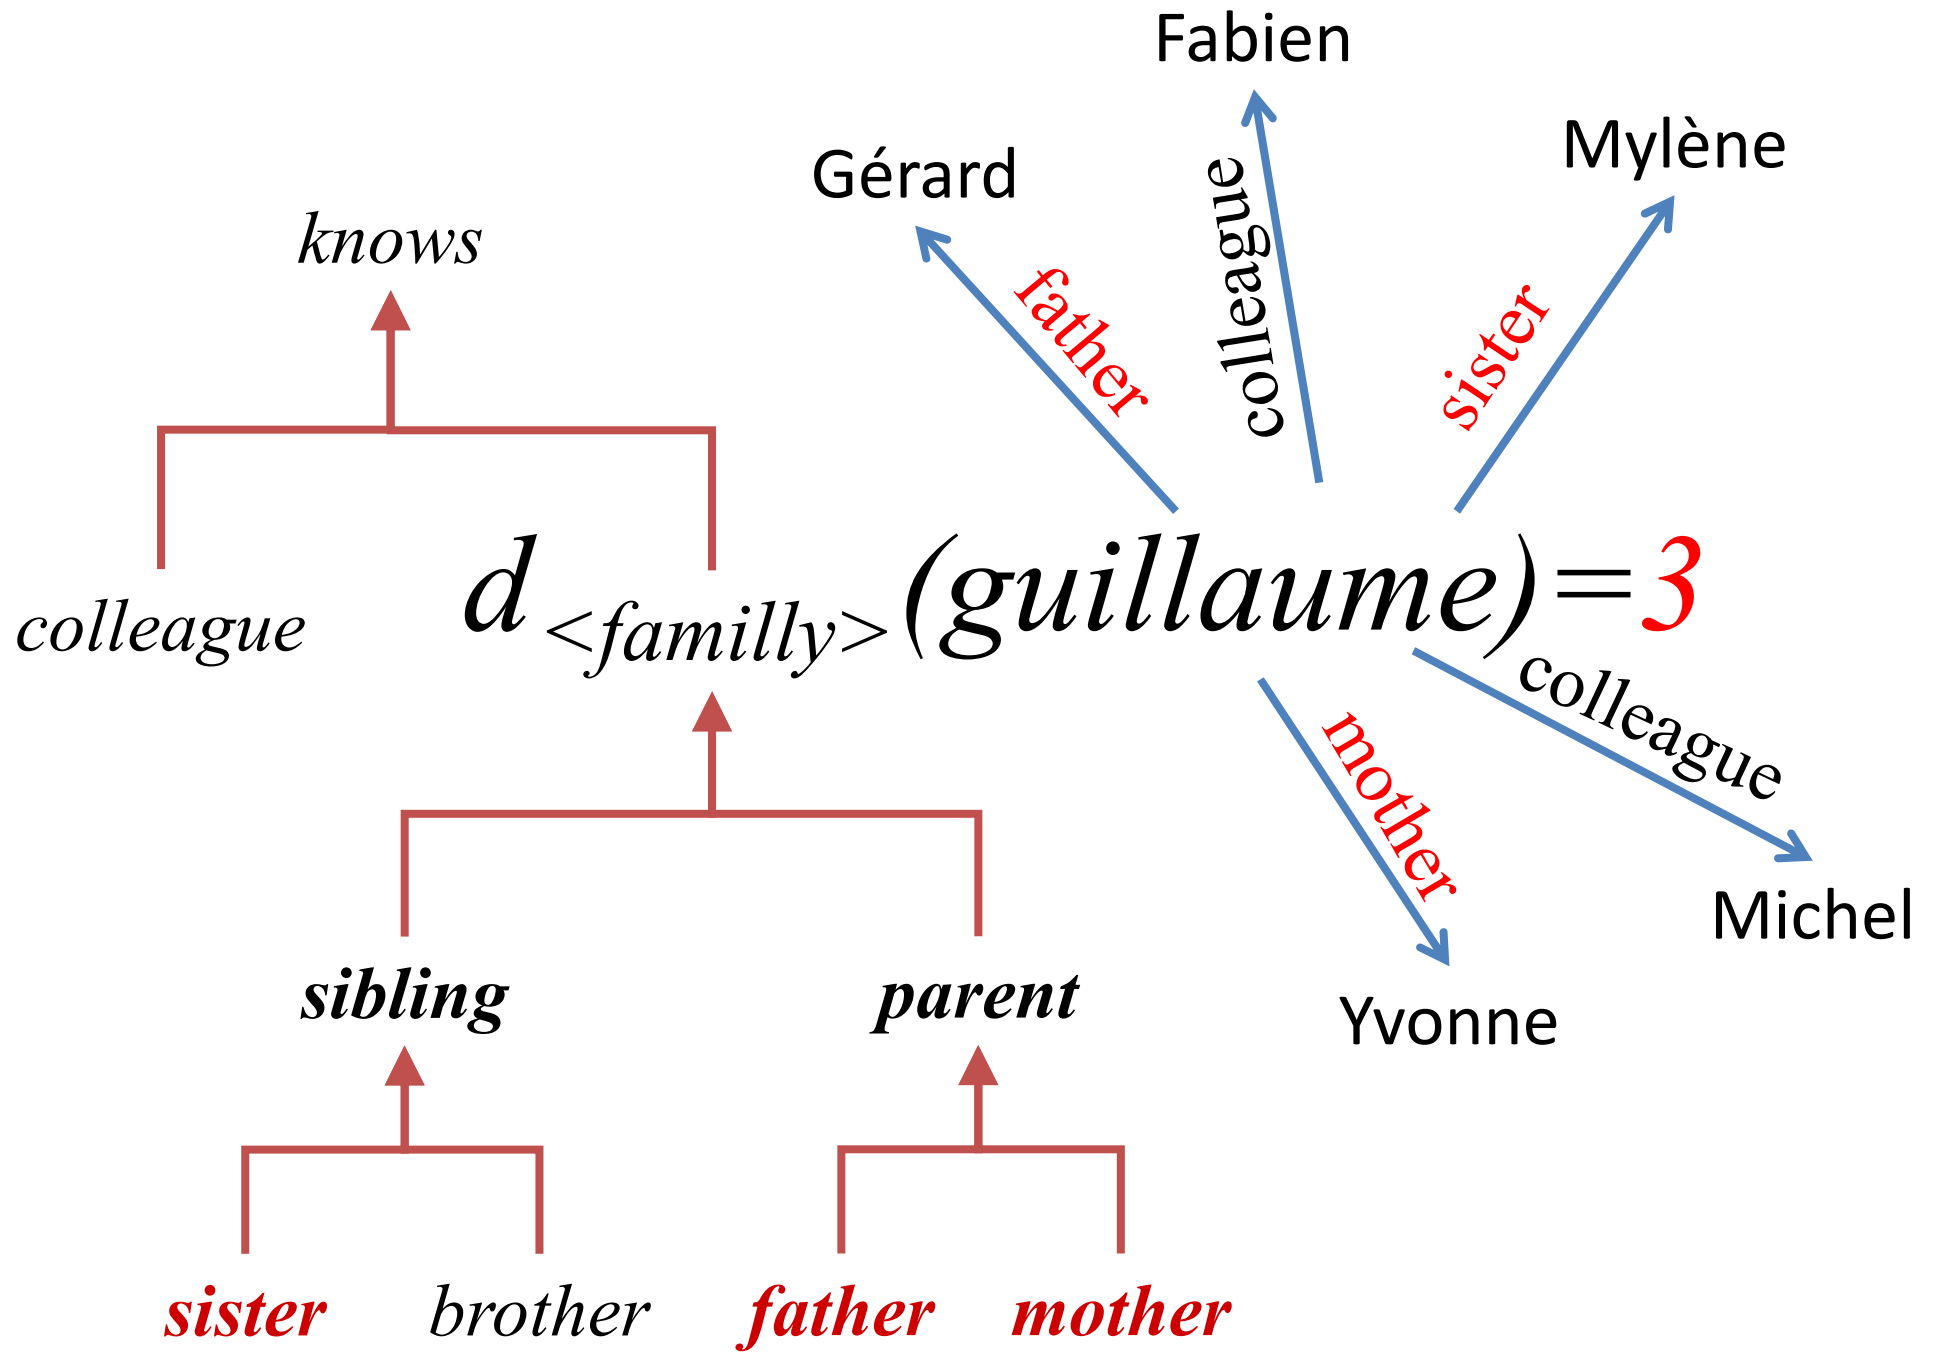 Fabien
Mylène
Gérard
knows
father
colleague
sister
colleague
d<familly>(guillaume)=3
colleague
mother
Michel
sibling
parent
Yvonne
sister
brother
father
mother